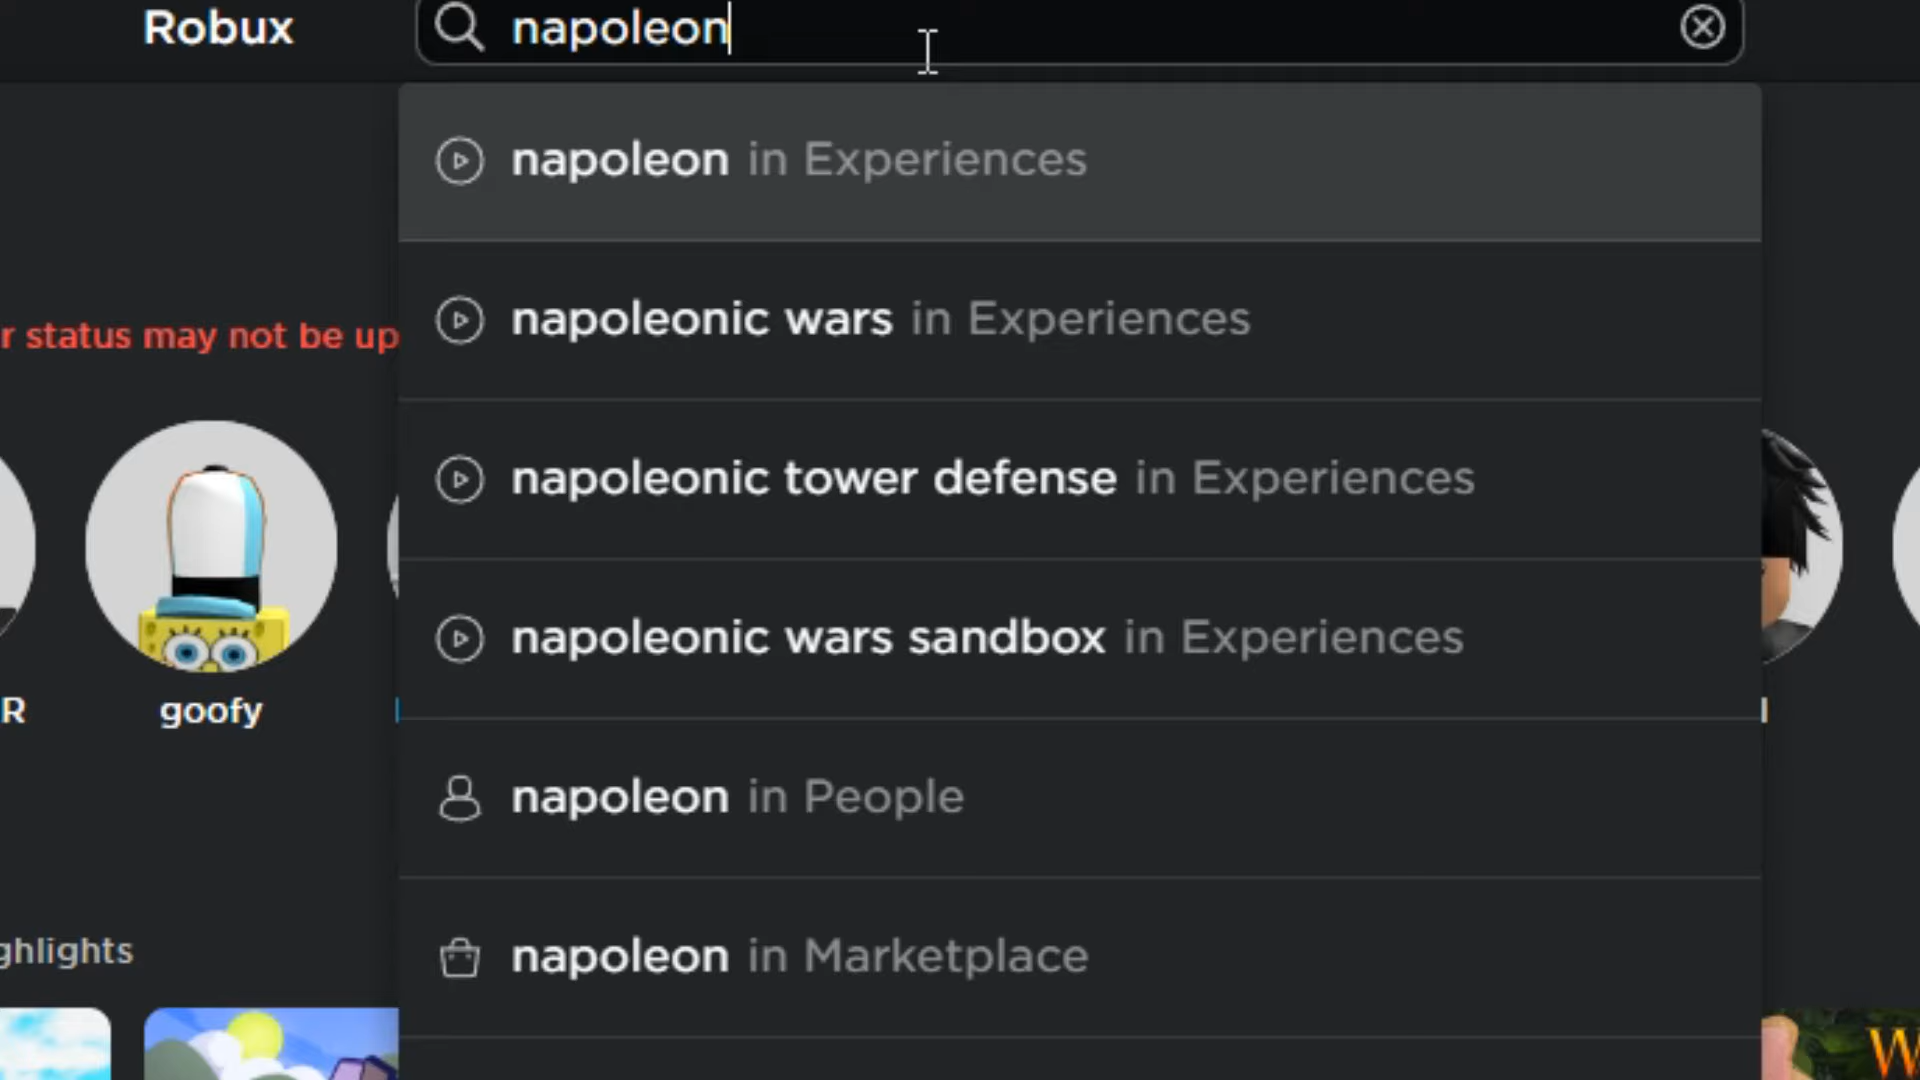 Robux
napoleon
napoleon in Experiences
napoleonic wars in Experiences
r status may not be up
napoleonic tower defense in Experiences
napoleonic wars sandbox in Experiences
R
goofy
napoleon in People
ghlights
napoleon in Marketplace
W